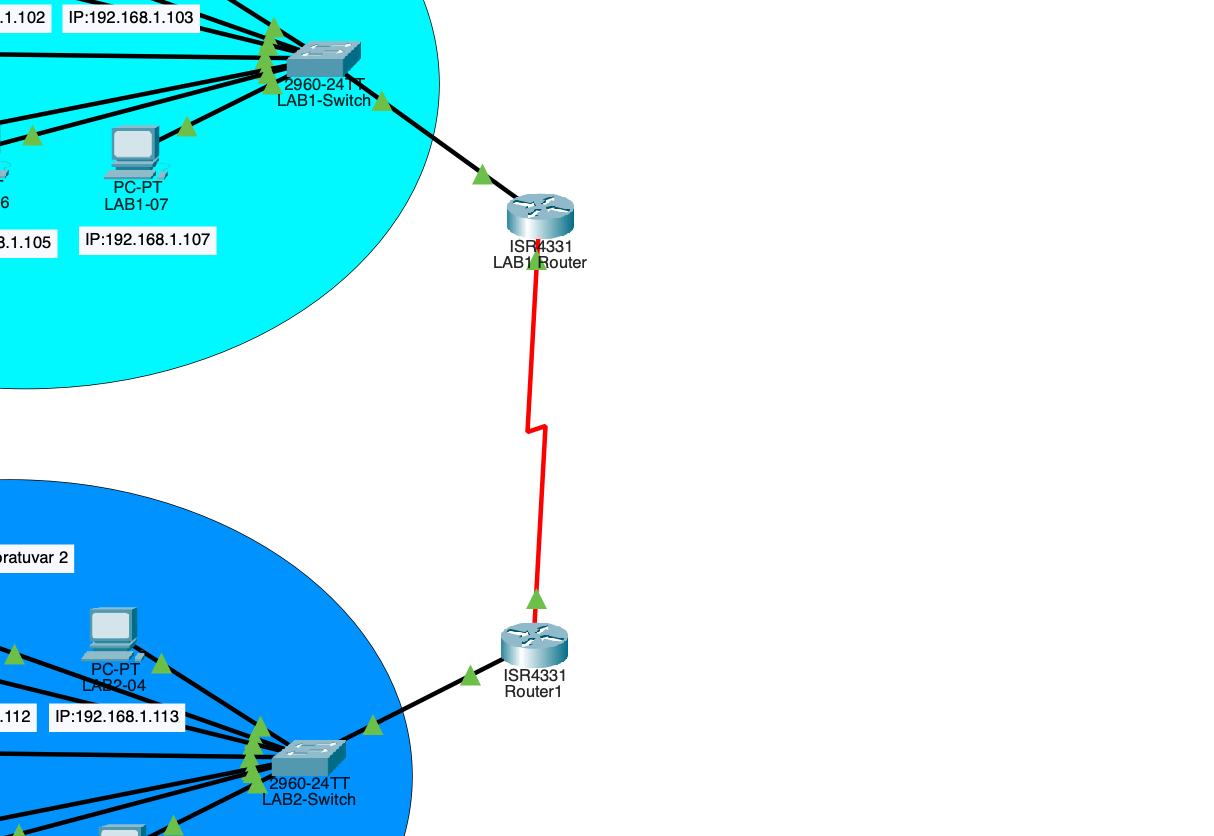 .1.102
IP:192.168.1.103
2960-24TT
LAB1-Switch
PC-PT
LAB1-07
6
8.1.105
IP:192.168.1.107
ISR4331
LAB1 Router
oratuvar 2
PC-PT
LAB2-04
.112
IP:192.168.1.113
ISR4331
Router1
2960-24TT
LAB2-Switch